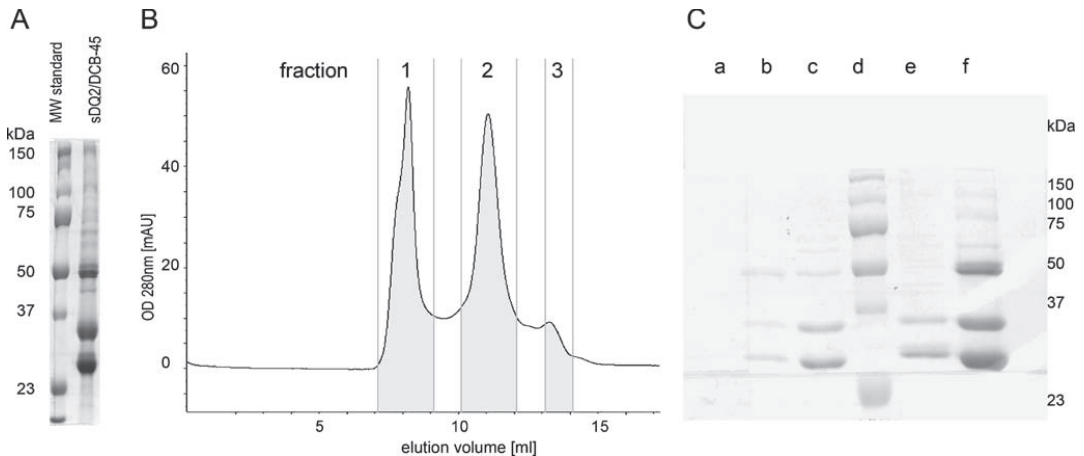 A
MW standard
sDQ2/DCB-45
kDa
150
100
75
50
37
23
B
fraction 1 2 3
60
40
20
0
OD 280nm [mAU]
5 10 15
elution volume [ml]
C
a b c d e f
kDa
150
100
75
50
37
23